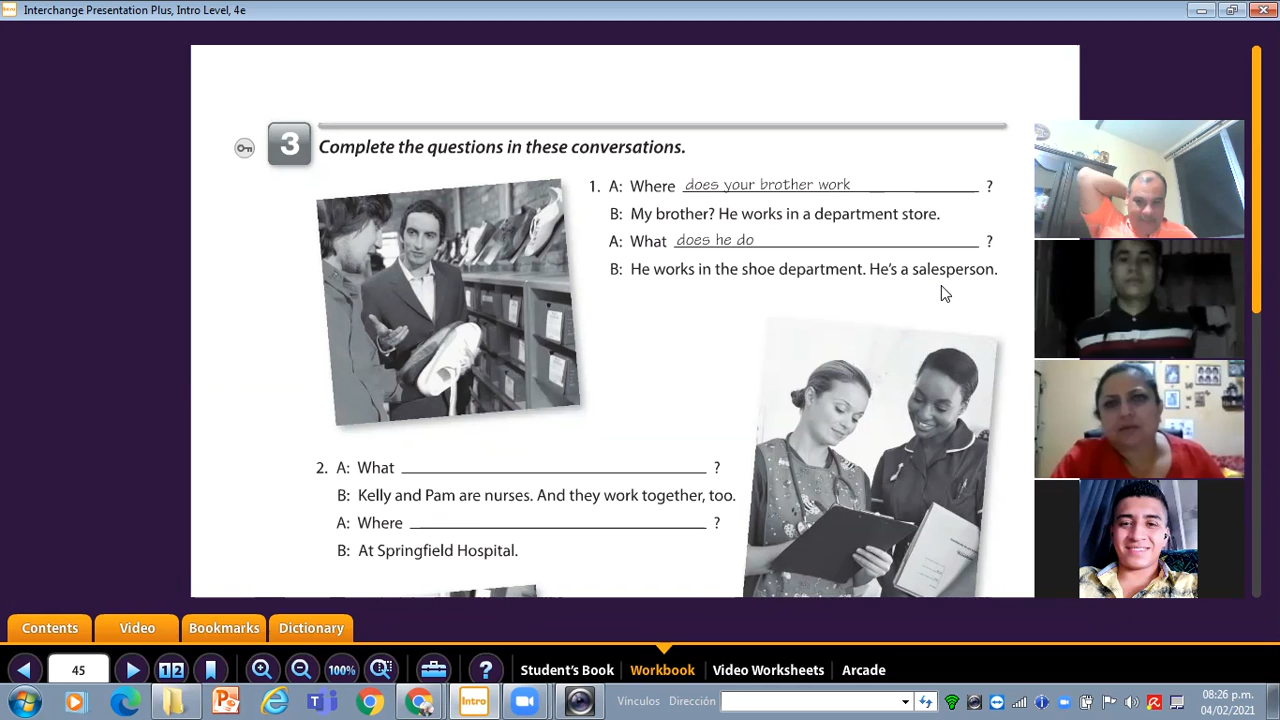 Interchange Presentation Plus, Intro Level, 4e
3 Complete the questions in these conversations.
1. A: Where does your brother work ?
B: My brother? He works in a department store.
A: What does he do ?
B: He works in the shoe department. He's a salesperson.
2. A: What ?
B: Kelly and Pam are nurses. And they work together, too.
A: Where ?
B: At Springfield Hospital.
Contents Video Bookmarks Dictionary
45 12 100% ? Student's Book Workbook Video Worksheets Arcade
Intro Vínculos Dirección 08:26 p.m.
04/02/2021